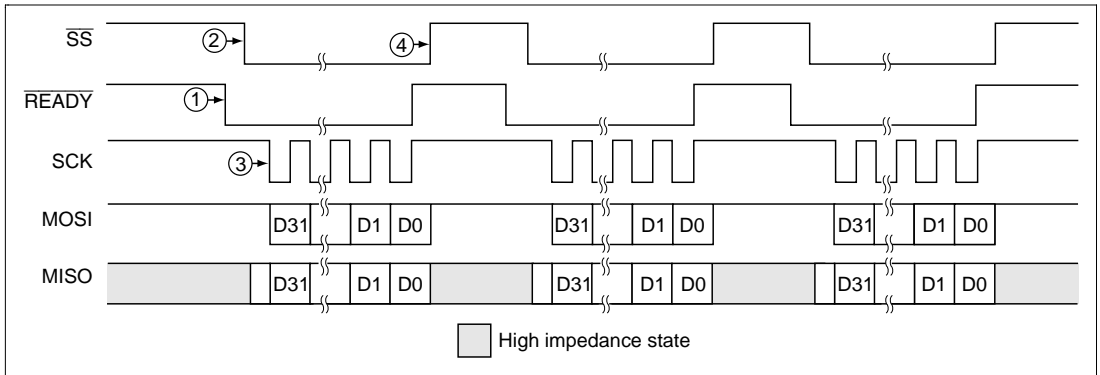 SS ② ④
READY ①
SCK ③
MOSI D31 D1 D0 D31 D1 D0 D31 D1 D0
MISO D31 D1 D0 D31 D1 D0 D31 D1 D0
High impedance state